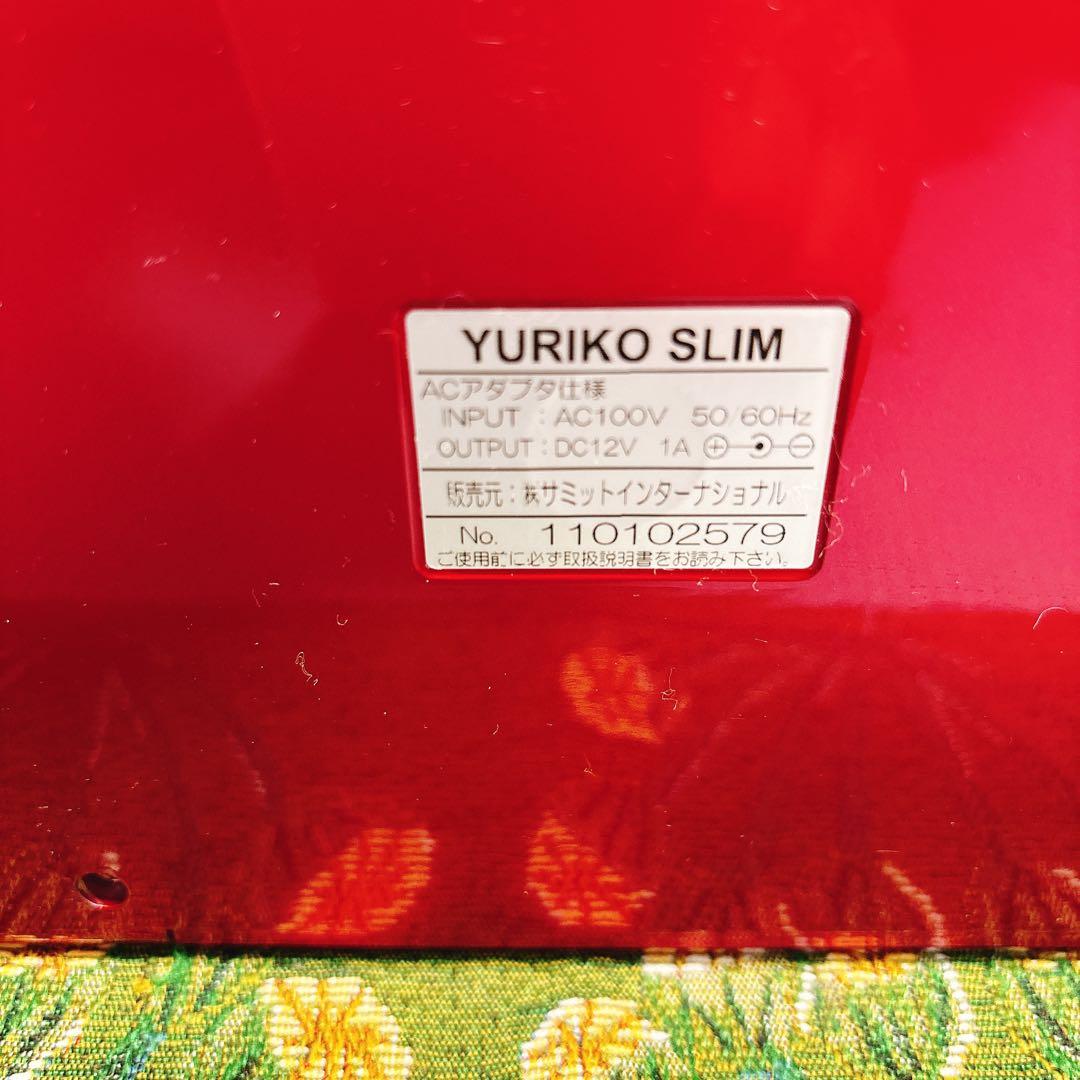 YURIKO SLIM
ACアダプタ仕様
INPUT : AC100V 50/60Hz
OUTPUT : DC12V 1A
販売元 : ㈱サミットインターナショナル
No. 110102579
ご使用前に必ず取扱説明書をお読み下さい。